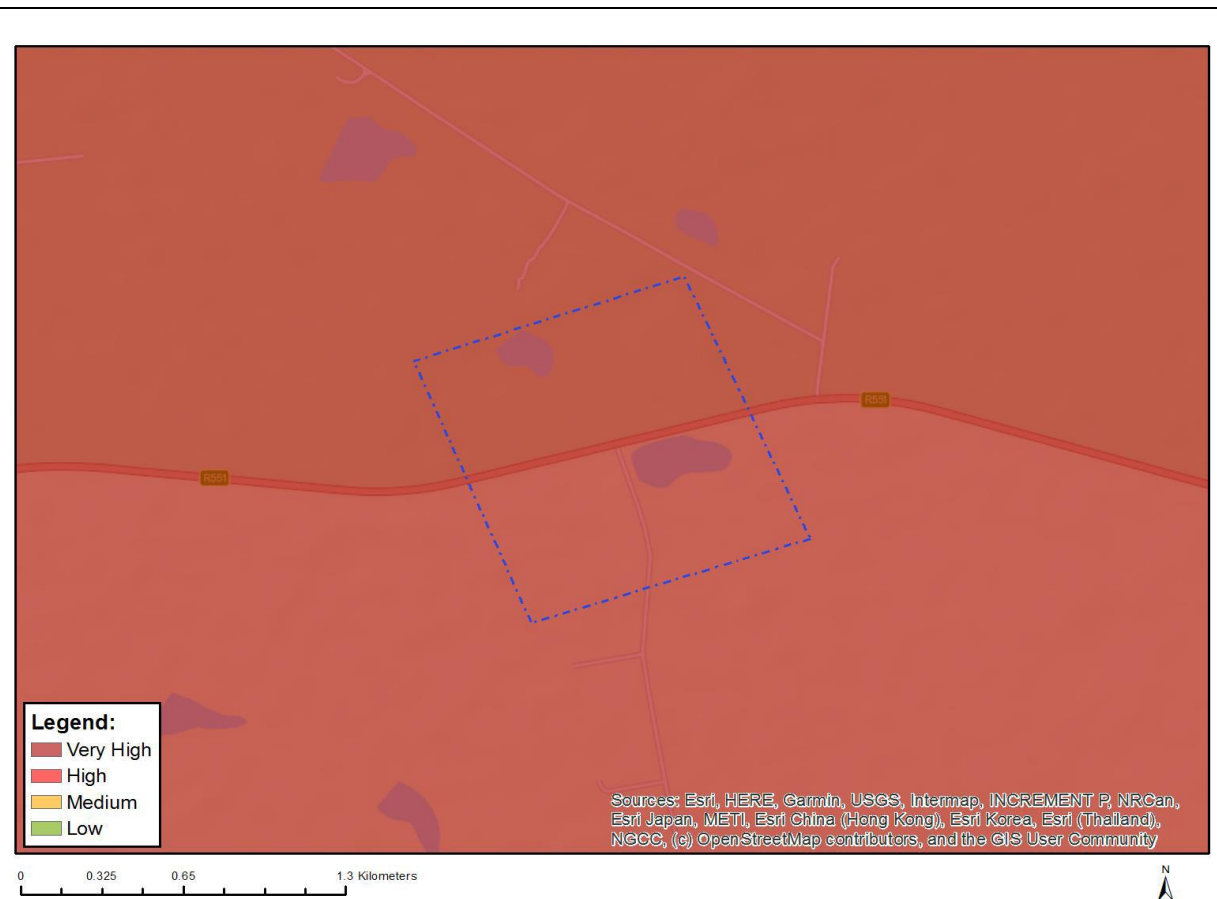 R551
R551
Legend:
Very High
High
Medium
Low
Sources: Esri, HERE, Garmin, USGS, Intermap, INCREMENT P, NRCan,
Esri Japan, METI, Esri China (Hong Kong), Esri Korea, Esri (Thailand),
NGCC, (c) OpenStreetMap contributors, and the GIS User Community
0 0.325 0.65 1.3 Kilometers
N